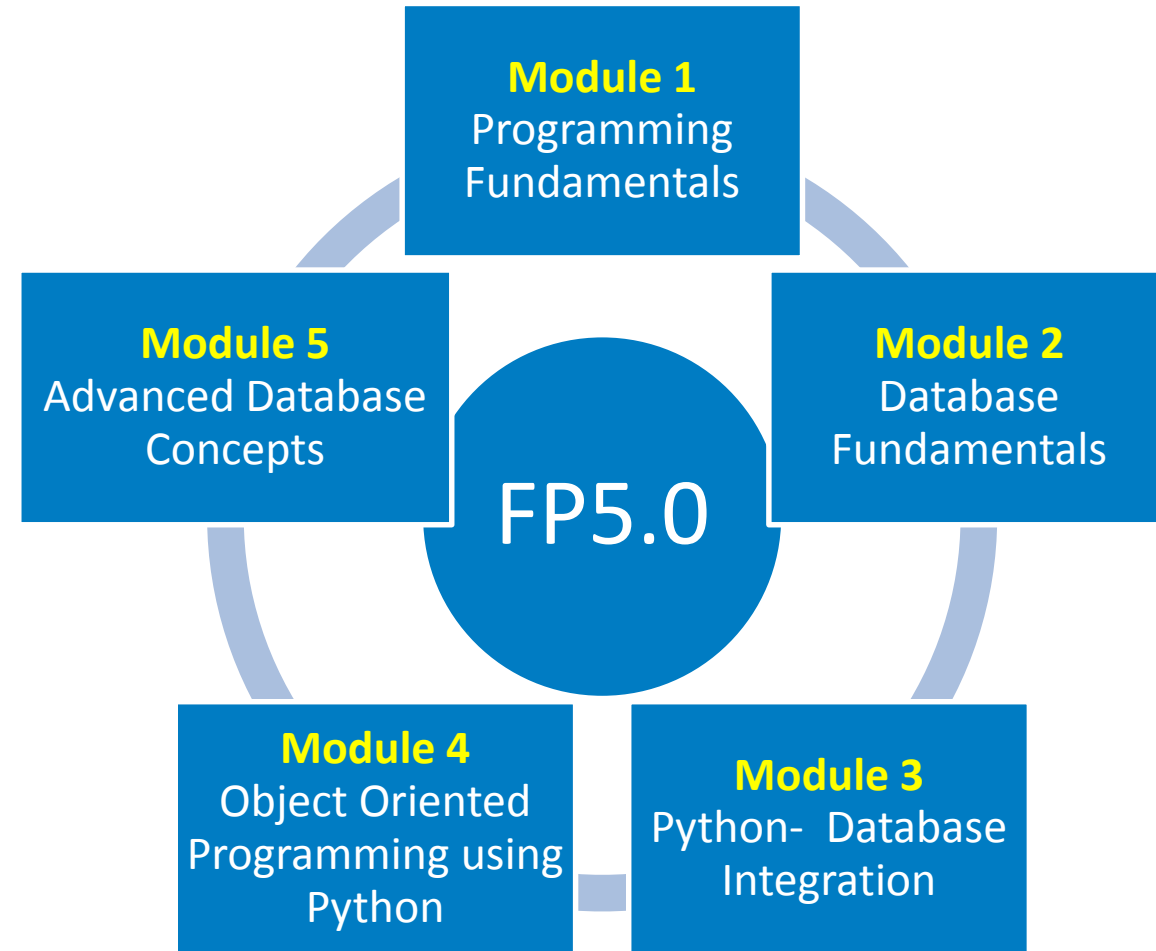 Module 1
Programming
Fundamentals
Module 2
Database
Fundamentals
Module 3
Python-  Database
Integration
Module 4
Object Oriented
Programming using
Python
Module 5
Advanced Database
Concepts
FP5.0